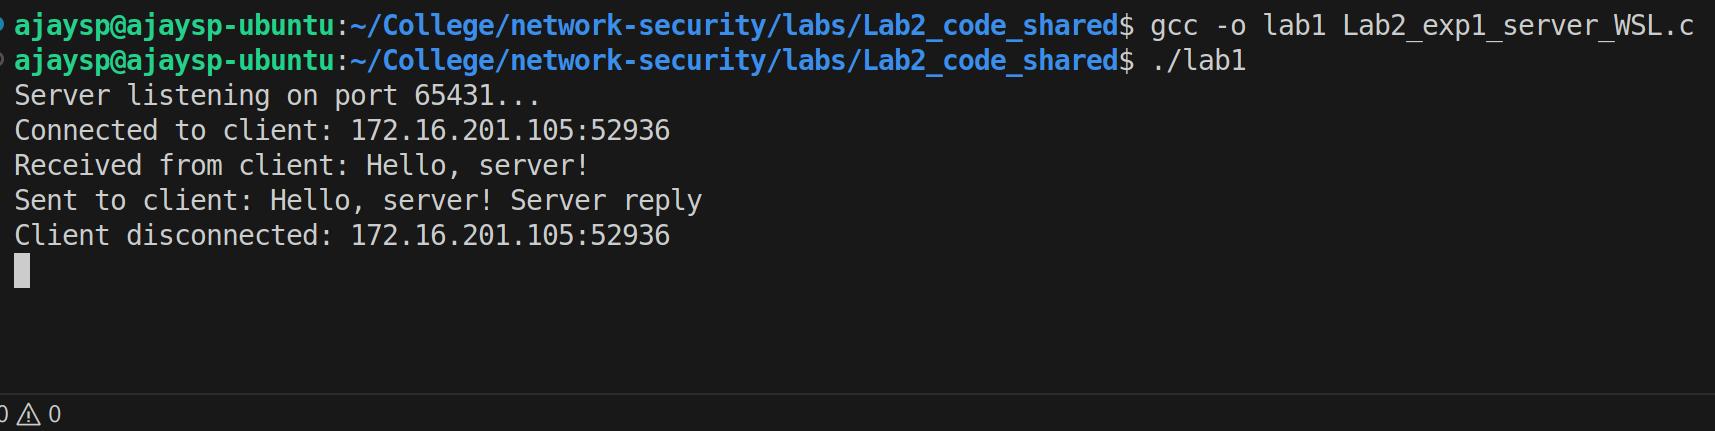 ajaysp@ajaysp-ubuntu:~/College/network-security/labs/Lab2_code_shared$ gcc -o lab1 Lab2_exp1_server_WSL.c
ajaysp@ajaysp-ubuntu:~/College/network-security/labs/Lab2_code_shared$ ./lab1
Server listening on port 65431...
Connected to client: 172.16.201.105:52936
Received from client: Hello, server!
Sent to client: Hello, server! Server reply
Client disconnected: 172.16.201.105:52936
0 0